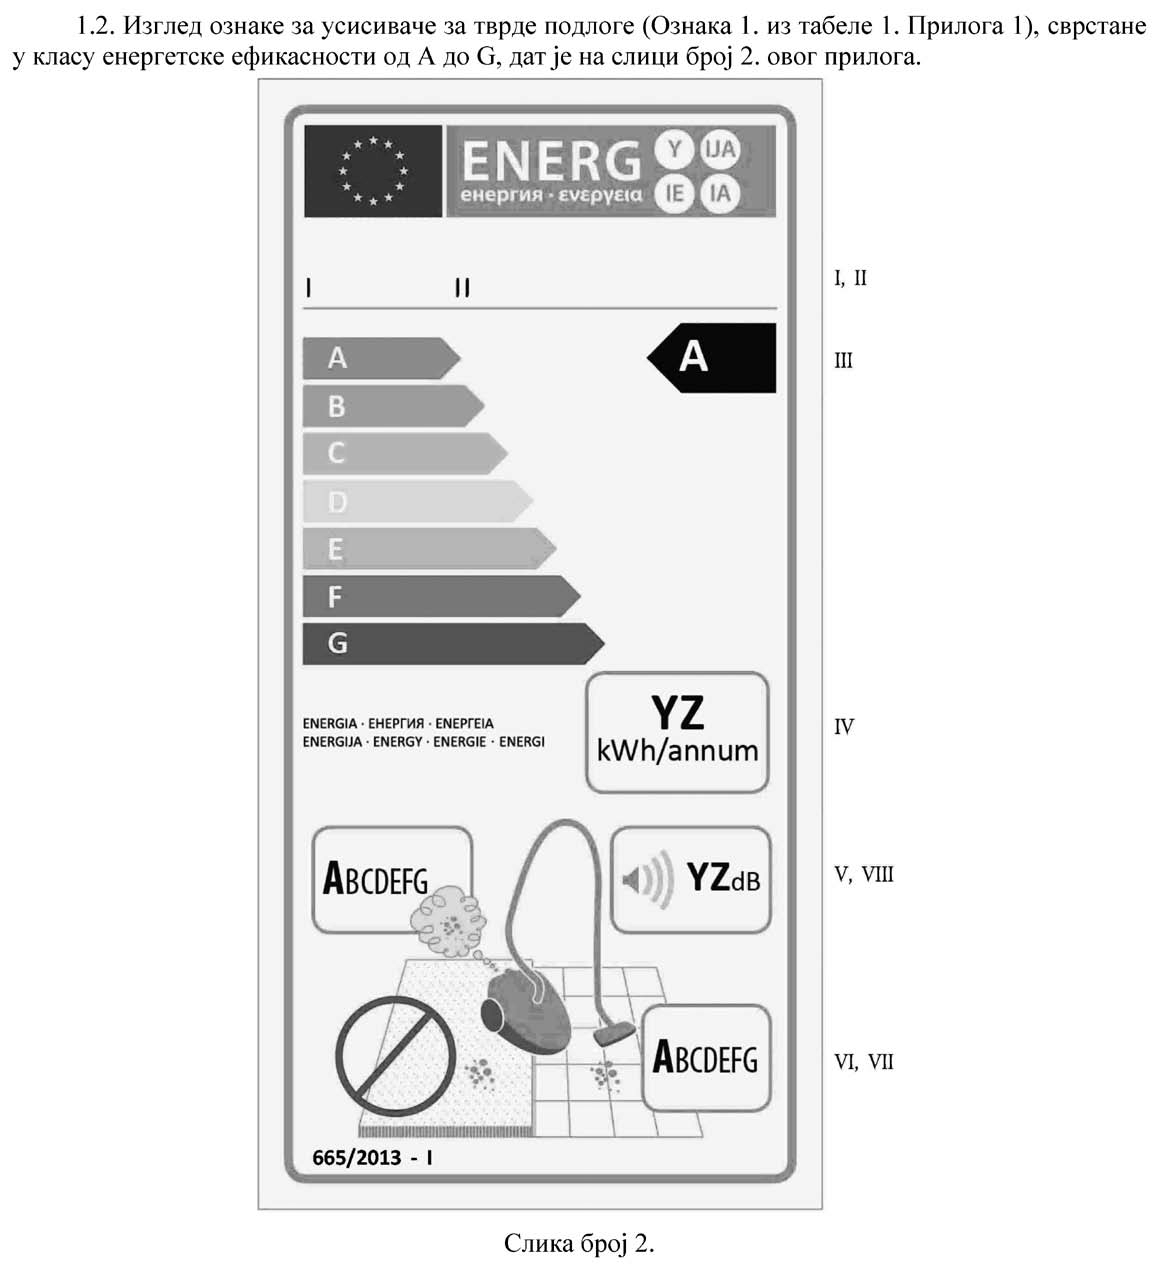 1.2. Изглед ознаке за усисиваче за тврде подлоге (Ознака 1. из табеле 1. Прилога 1), сврстане
у класу енергетске ефикасности од А до G, дат је на слици број 2. овог прилога.
ENERG Y IJA
енергия · ενεργεια IE IA
I II I, II
A A III
B
C
D
E
F
G
YZ
ENERGIA · ЕНЕРГИЯ · ΕΝΕΡΓΕΙΑ IV
ENERGIJA · ENERGY · ENERGIE · ENERGI kWh/annum
ABCDEFG YZdB V, VIII
ABCDEFG VI, VII
665/2013 - I
Слика број 2.